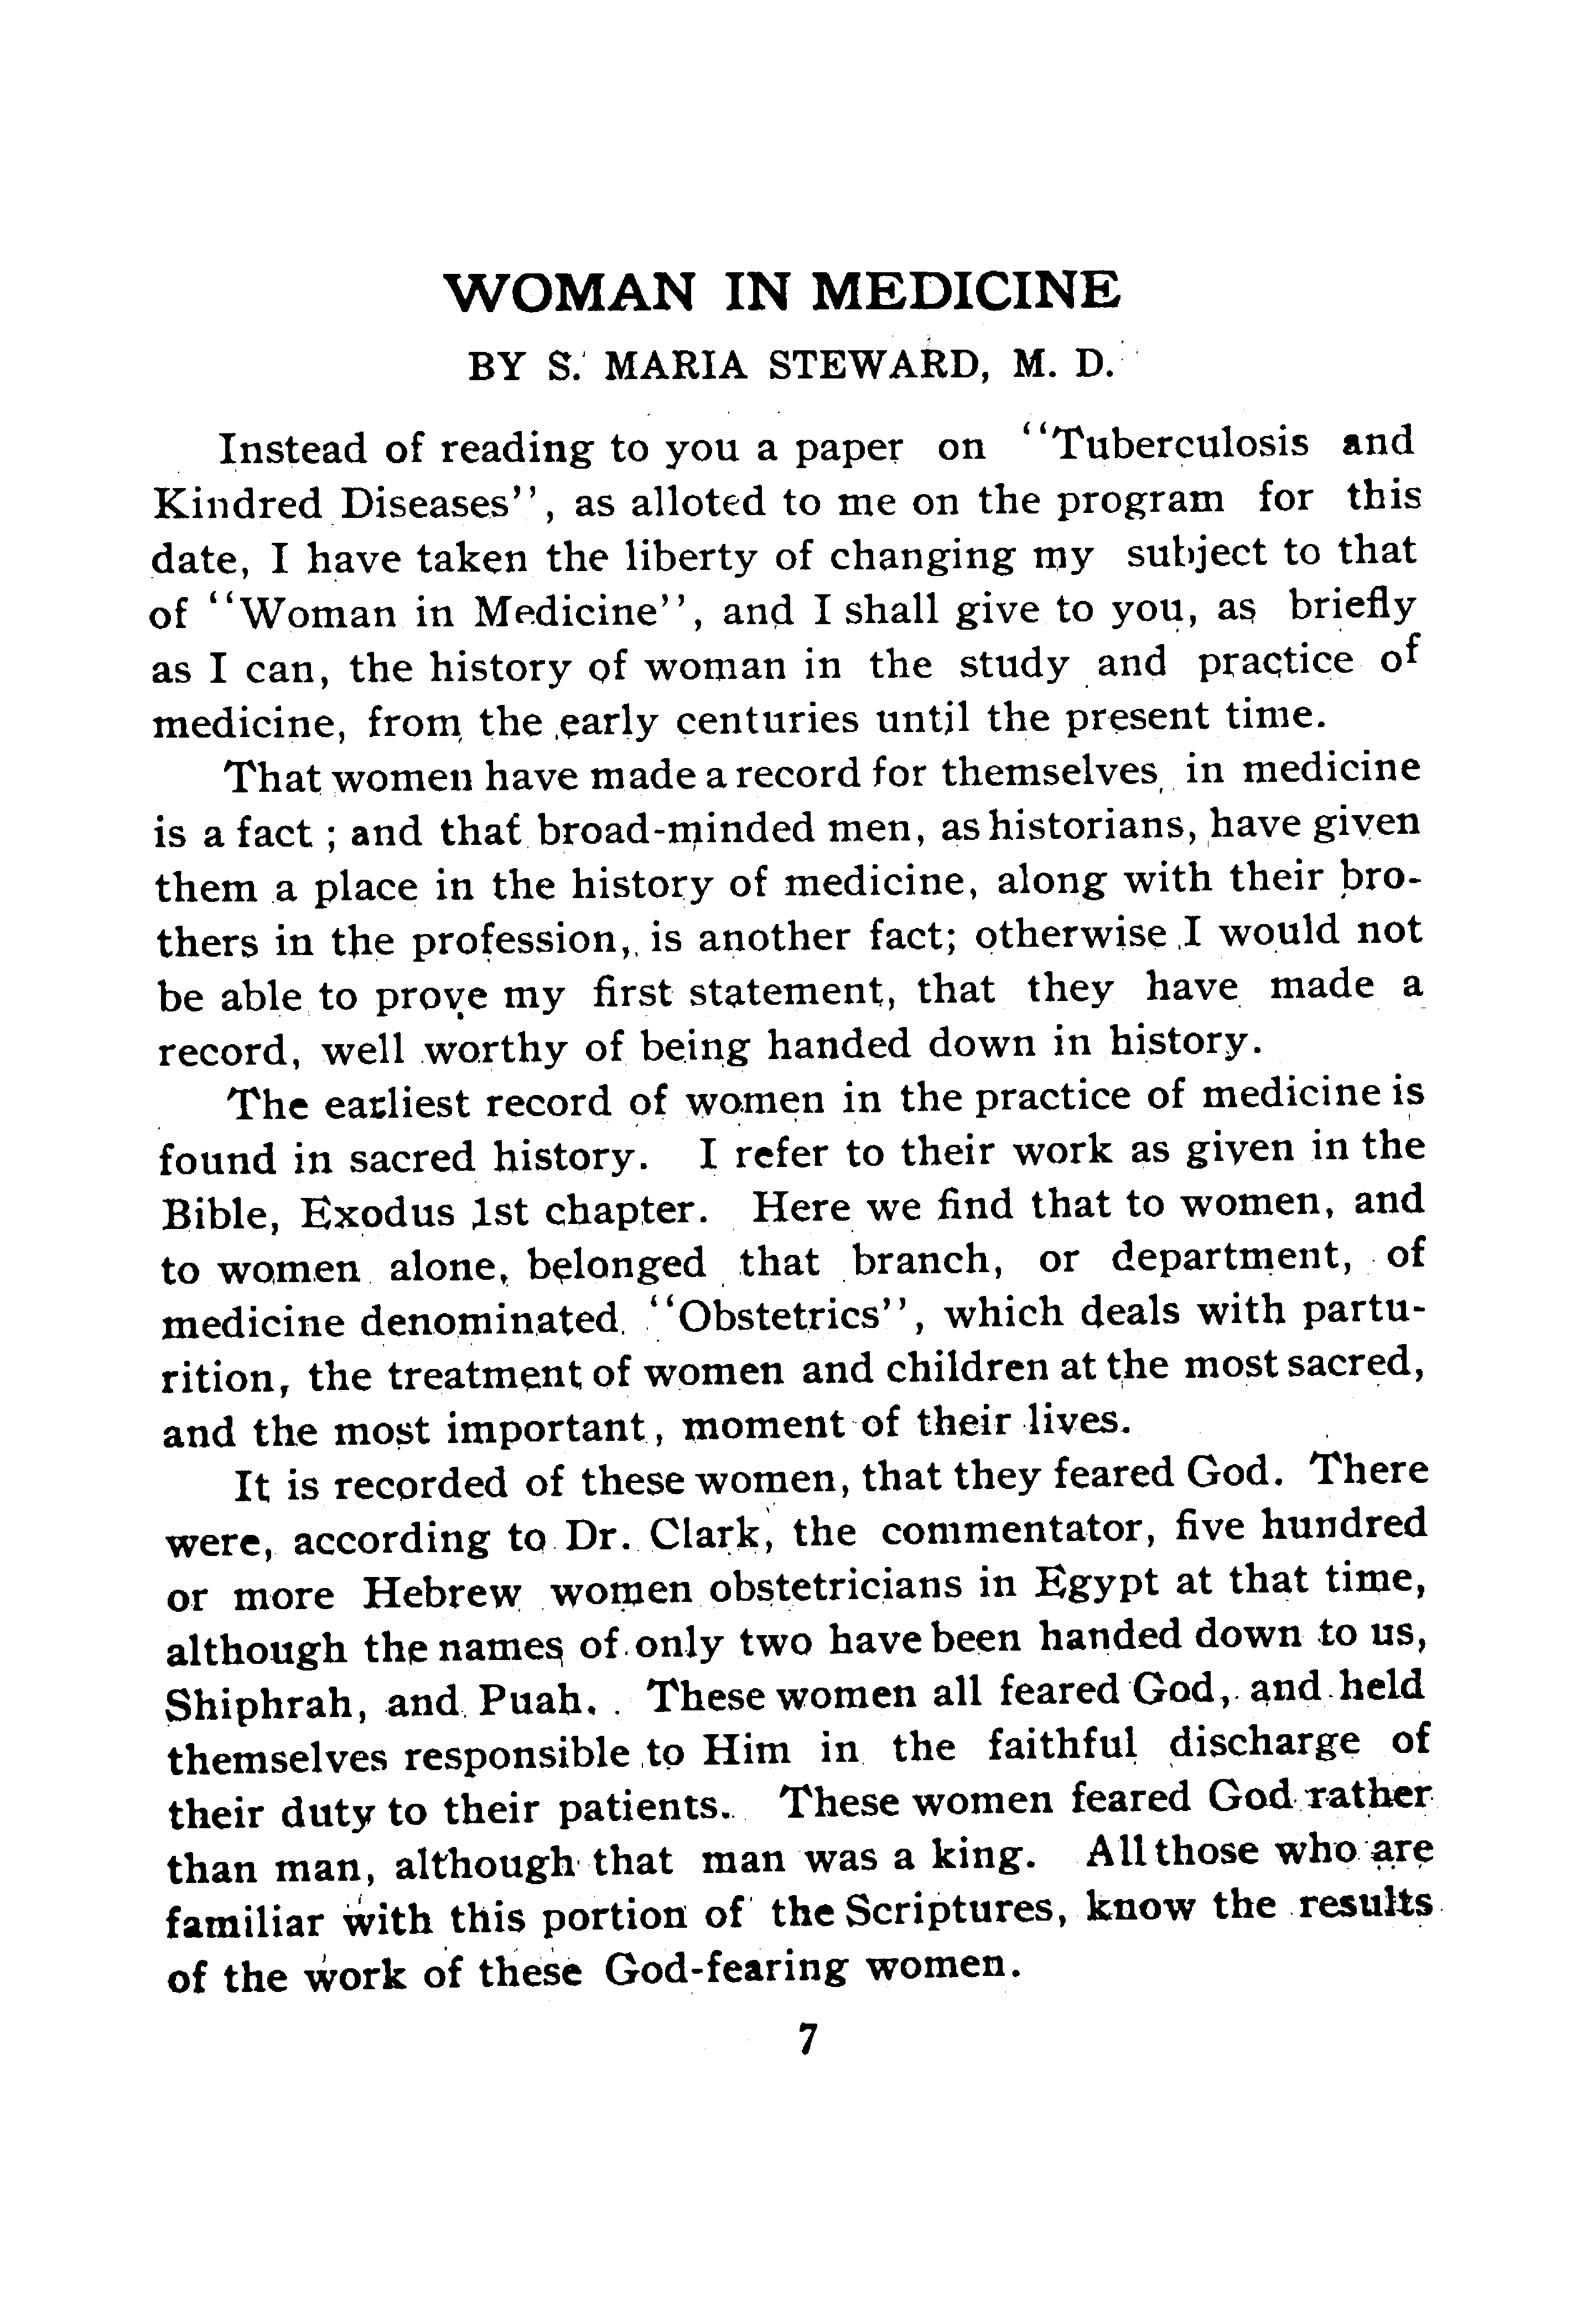 WOMAN IN MEDICINE
BY S. MARIA STEWARD, M. D.
Instead of reading to you a paper on "Tuberculosis and
Kindred Diseases", as alloted to me on the program for this
date, I have taken the liberty of changing my subject to that
of "Woman in Medicine", and I shall give to you, as briefly
as I can, the history of woman in the study and practice of
medicine, from the early centuries until the present time.
That women have made a record for themselves in medicine
is a fact ; and that broad-minded men, as historians, have given
them a place in the history of medicine, along with their bro-
thers in the profession, is another fact; otherwise I would not
be able to prove my first statement, that they have made a
record, well worthy of being handed down in history.
The earliest record of women in the practice of medicine is
found in sacred history. I refer to their work as given in the
Bible, Exodus 1st chapter. Here we find that to women, and
to women alone, belonged that branch, or department, of
medicine denominated "Obstetrics", which deals with partu-
rition, the treatment of women and children at the most sacred,
and the most important, moment of their lives.
It is recorded of these women, that they feared God. There
were, according to Dr. Clark, the commentator, five hundred
or more Hebrew women obstetricians in Egypt at that time,
although the names of only two have been handed down to us,
Shiphrah, and Puah. These women all feared God, and held
themselves responsible to Him in the faithful discharge of
their duty to their patients. These women feared God rather
than man, although that man was a king. All those who are
familiar with this portion of the Scriptures, know the results
of the work of these God-fearing women.
7